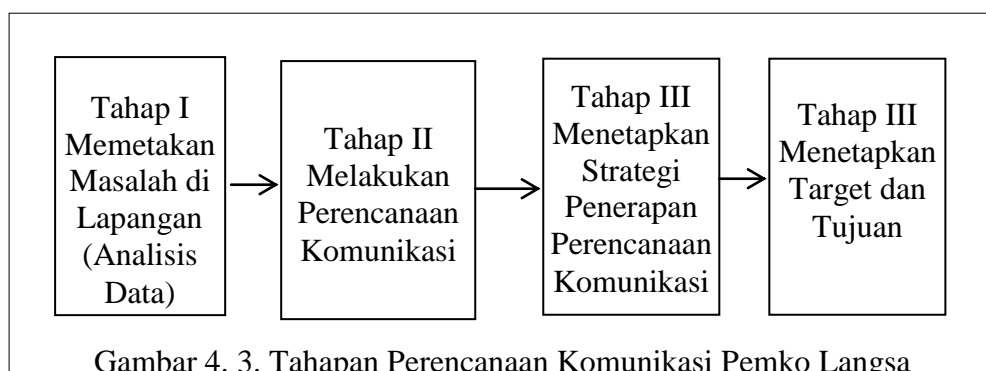 Tahap I
Memetakan
Masalah di
Lapangan
(Analisis
Data)
Tahap II
Melakukan
Perencanaan
Komunikasi
Tahap III
Menetapkan
Strategi
Penerapan
Perencanaan
Komunikasi
Tahap III
Menetapkan
Target dan
Tujuan
Gambar 4. 3. Tahapan Perencanaan Komunikasi Pemko Langsa